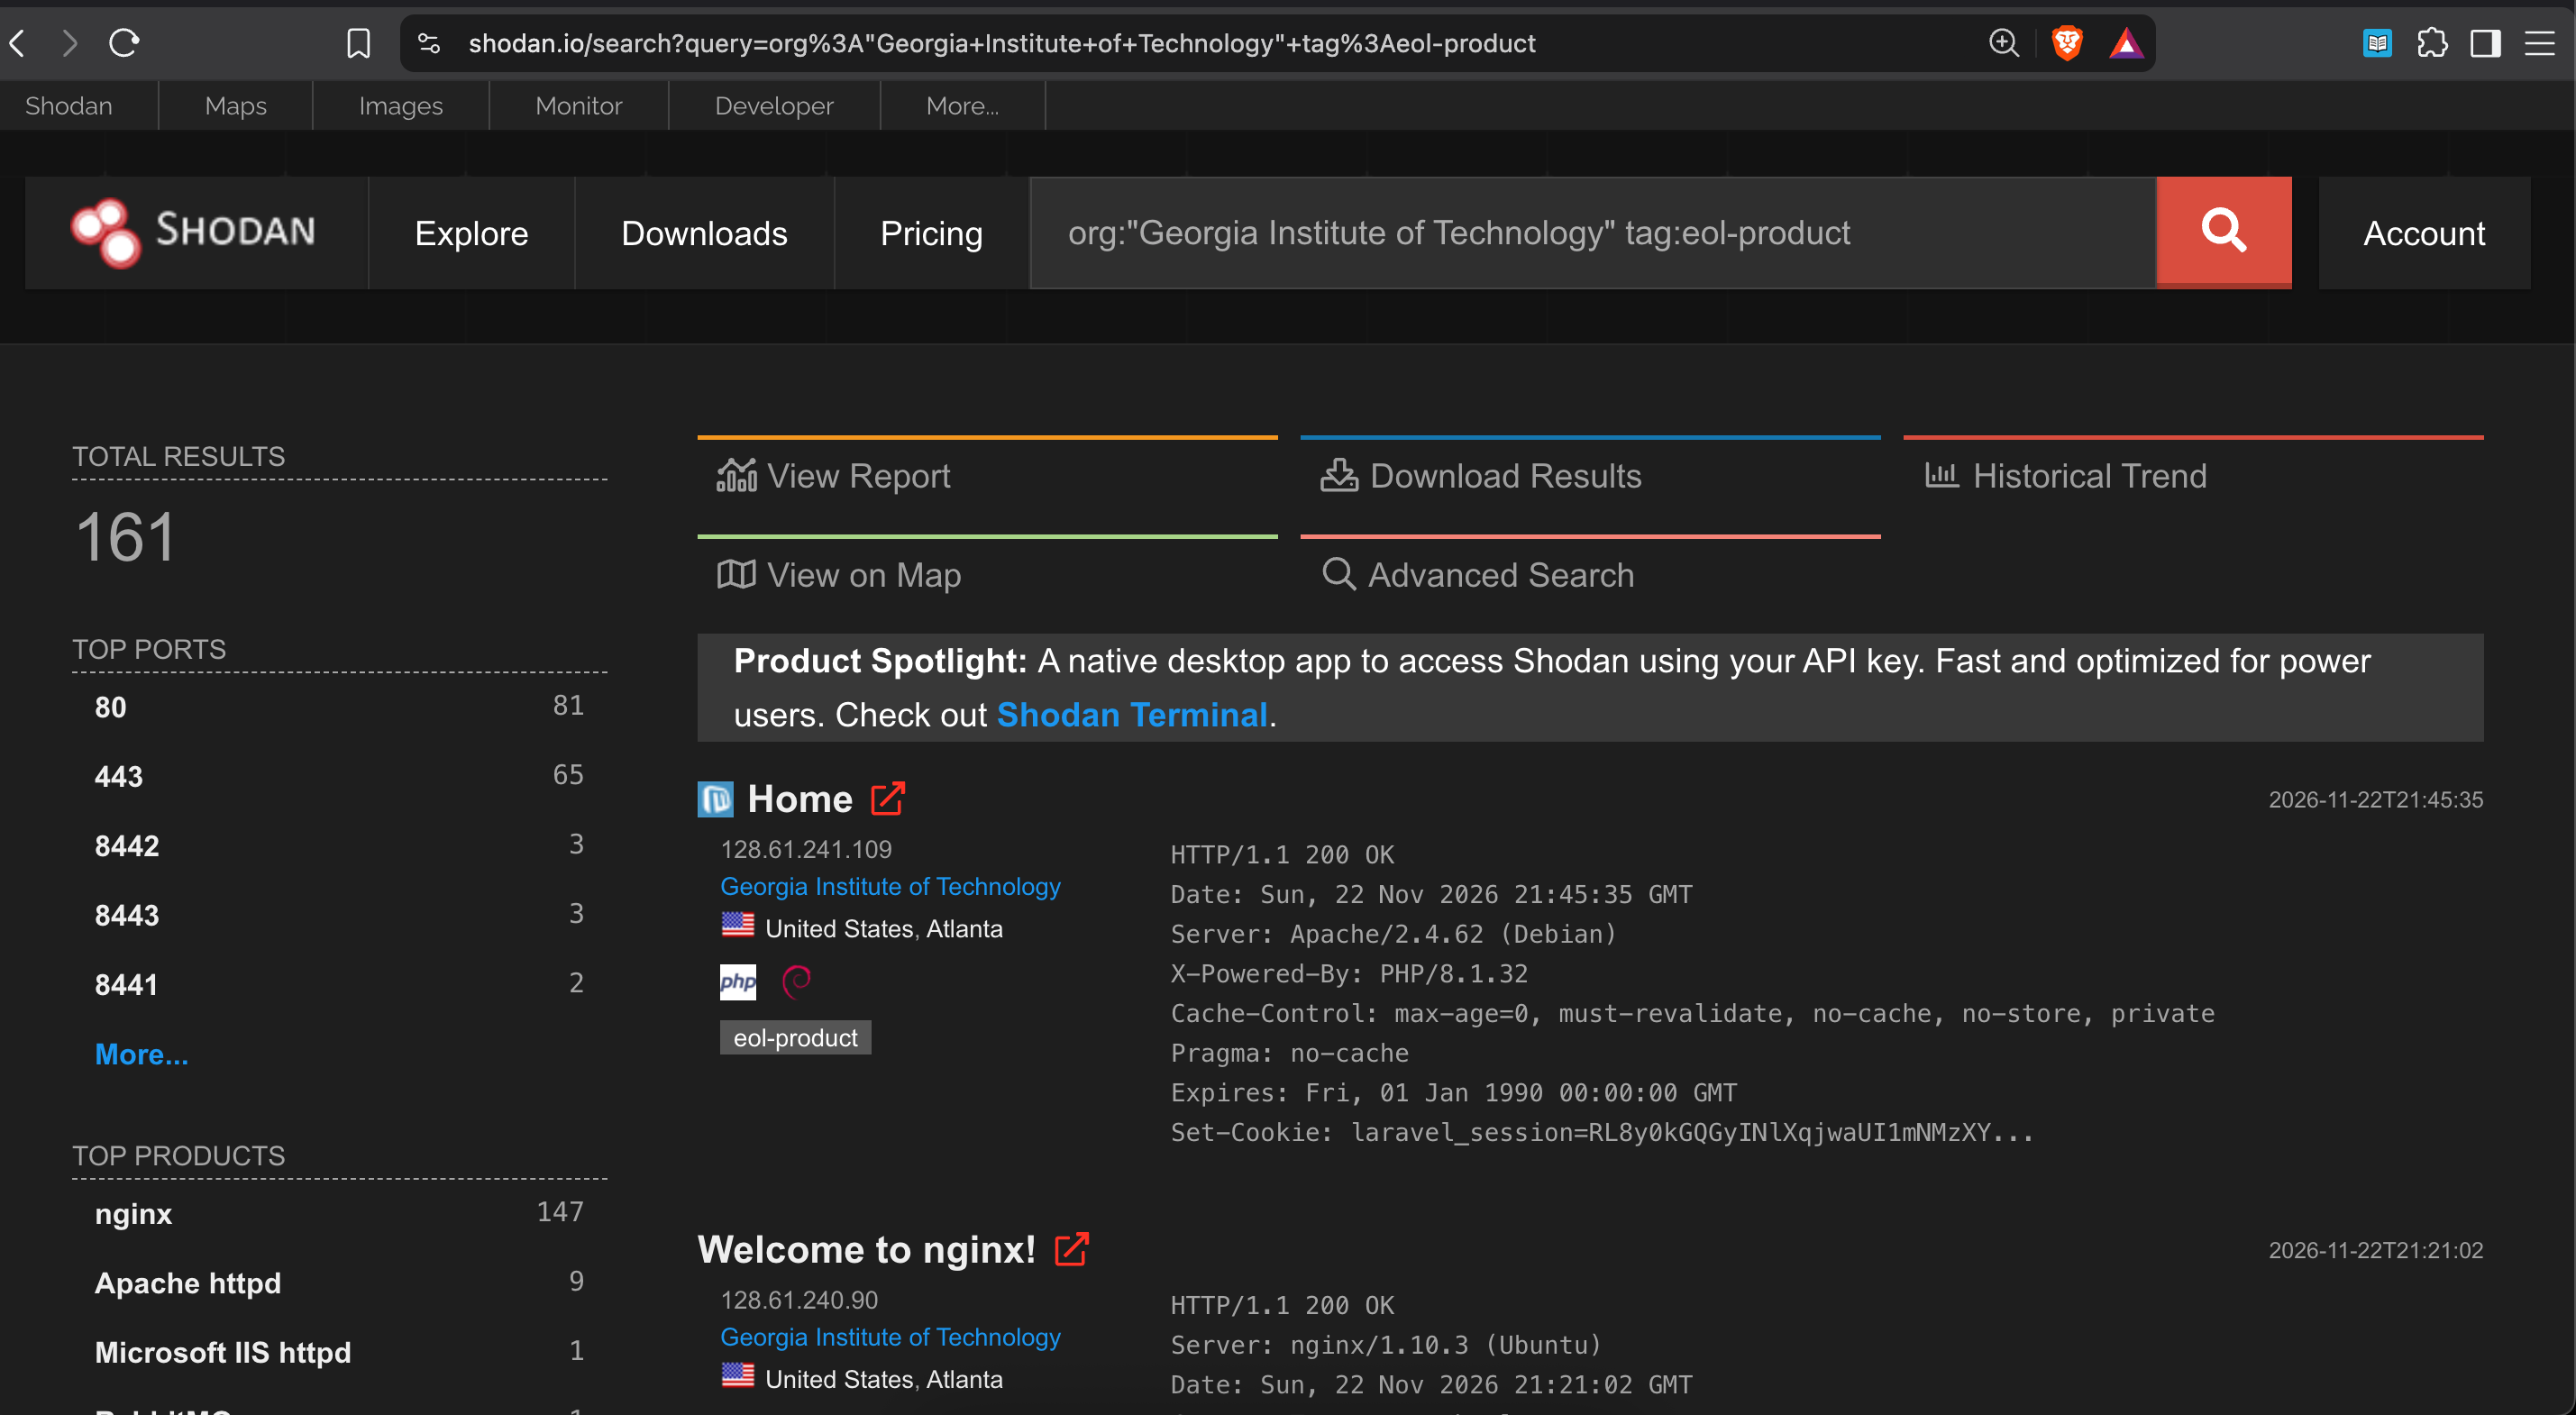 shodan.io/search?query=org%3A"Georgia+Institute+of+Technology"+tag%3Aeol-product
Shodan
Maps
Images
Monitor
Developer
More...
SHODAN
Explore
Downloads
Pricing
org:"Georgia Institute of Technology" tag:eol-product
Account
TOTAL RESULTS
161
TOP PORTS
80 81
443 65
8442 3
8443 3
8441 2
More...
TOP PRODUCTS
nginx 147
Apache httpd 9
Microsoft IIS httpd 1
View Report
Download Results
Historical Trend
View on Map
Advanced Search
Product Spotlight: A native desktop app to access Shodan using your API key. Fast and optimized for power
users. Check out Shodan Terminal.
Home
2026-11-22T21:45:35
128.61.241.109
Georgia Institute of Technology
United States, Atlanta
php
eol-product
HTTP/1.1 200 OK
Date: Sun, 22 Nov 2026 21:45:35 GMT
Server: Apache/2.4.62 (Debian)
X-Powered-By: PHP/8.1.32
Cache-Control: max-age=0, must-revalidate, no-cache, no-store, private
Pragma: no-cache
Expires: Fri, 01 Jan 1990 00:00:00 GMT
Set-Cookie: laravel_session=RL8y0kGQGyINlXqjwaUI1mNMzXY...
Welcome to nginx!
2026-11-22T21:21:02
128.61.240.90
Georgia Institute of Technology
United States, Atlanta
HTTP/1.1 200 OK
Server: nginx/1.10.3 (Ubuntu)
Date: Sun, 22 Nov 2026 21:21:02 GMT